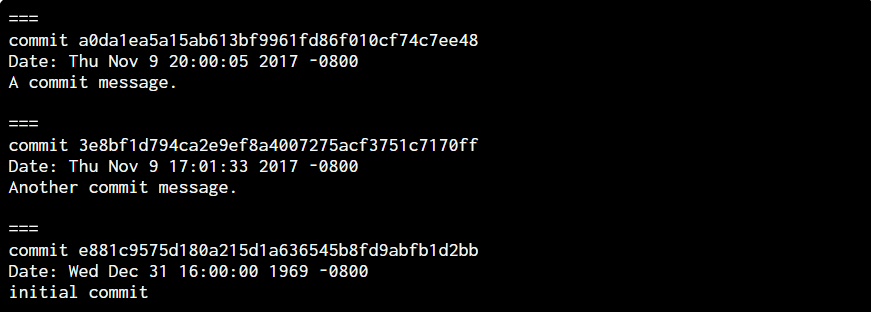 ===
commit a0da1ea5a15ab613bf9961fd86f010cf74c7ee48
Date: Thu Nov 9 20:00:05 2017 -0800
A commit message.

===
commit 3e8bf1d794ca2e9ef8a4007275acf3751c7170ff
Date: Thu Nov 9 17:01:33 2017 -0800
Another commit message.

===
commit e881c9575d180a215d1a636545b8fd9abfb1d2bb
Date: Wed Dec 31 16:00:00 1969 -0800
initial commit